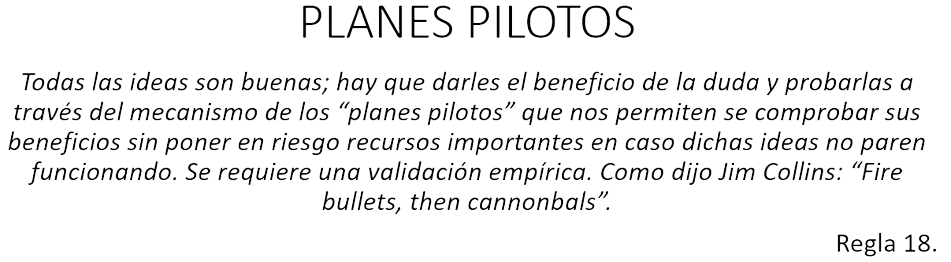 PLANES PILOTOS
Todas las ideas son buenas; hay que darles el beneficio de la duda y probarlas a
través del mecanismo de los “planes pilotos” que nos permiten se comprobar sus
beneficios sin poner en riesgo recursos importantes en caso dichas ideas no paren
funcionando. Se requiere una validación empírica. Como dijo Jim Collins: “Fire
bullets, then cannonbals”.
Regla 18.